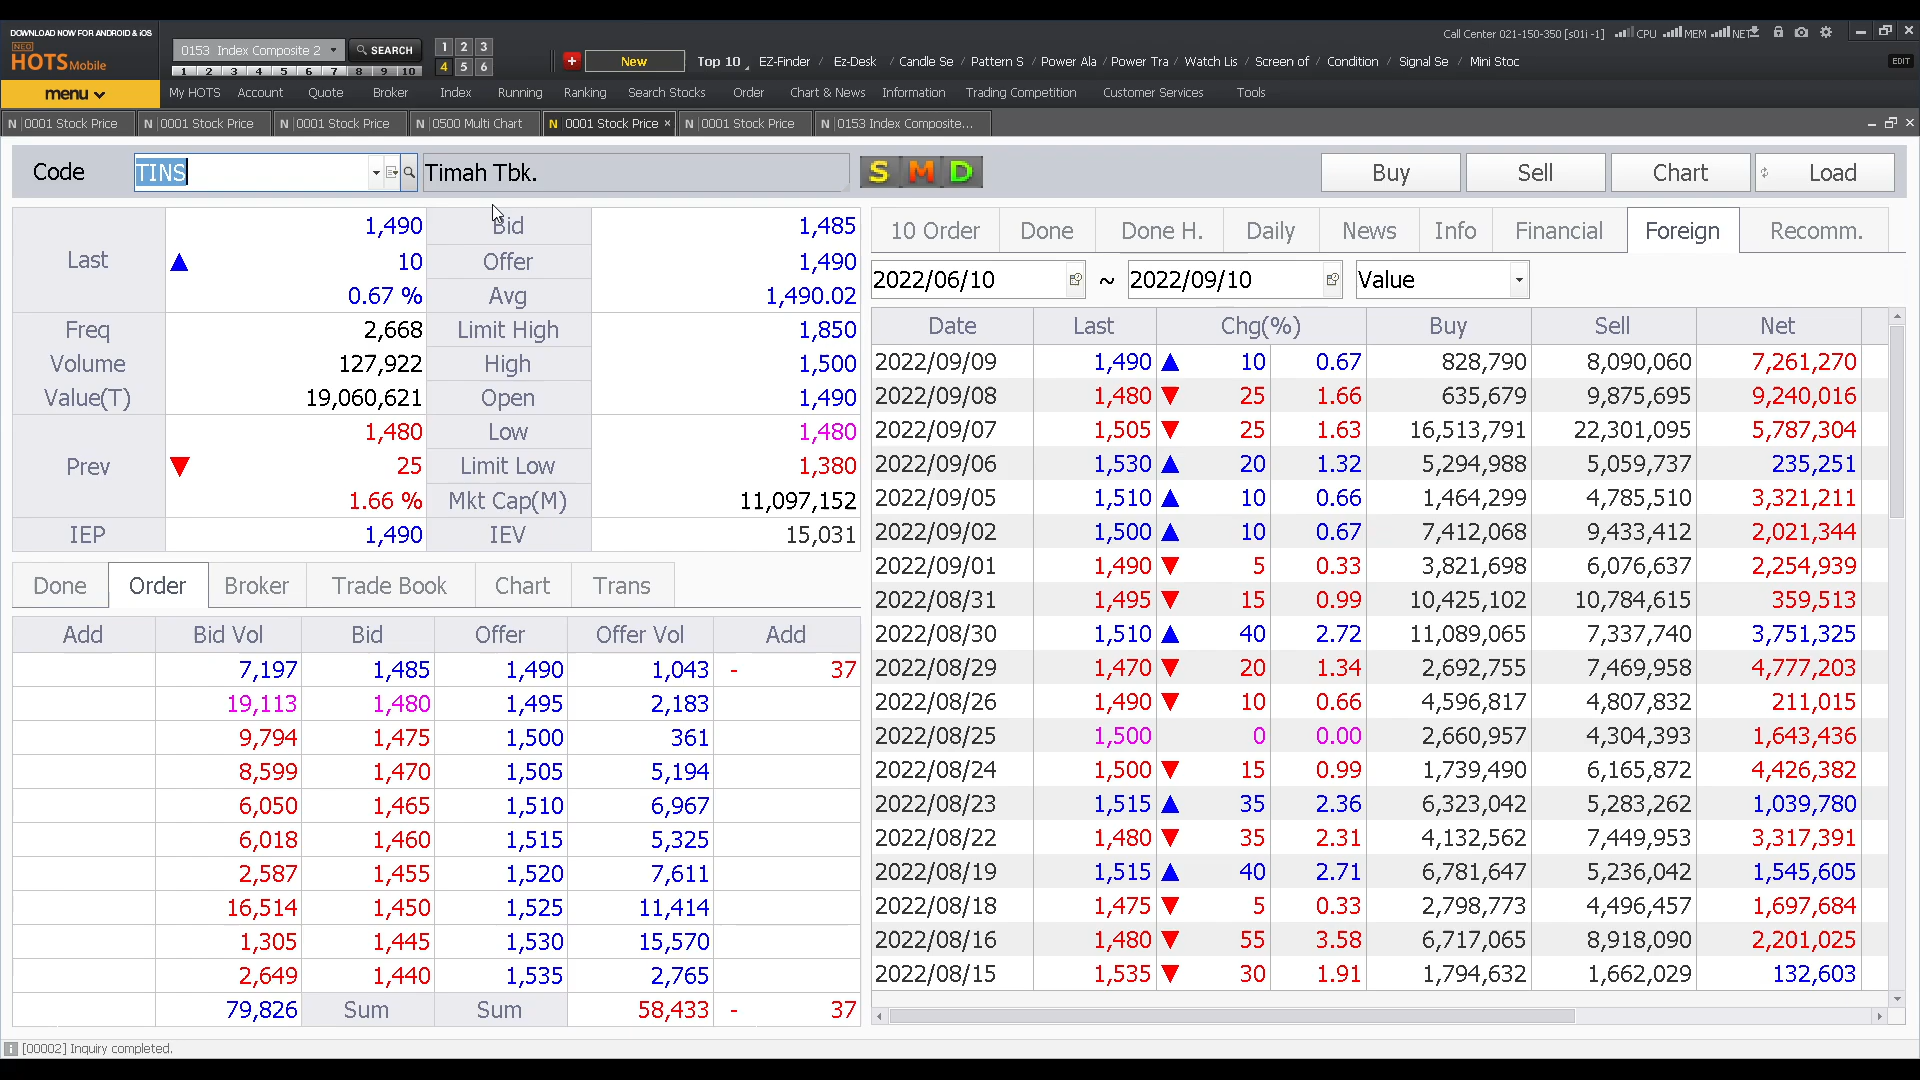 DOWNLOAD NOW FOR ANDROID & iOS
NEO
HOTS Mobile
0153 Index Composite 2 SEARCH 1 2 3
1 2 3 4 5 6 7 8 9 10 4 5 6
New Top 10 EZ-Finder / Ez-Desk / Candle Se / Pattern S / Power Ala / Power Tra / Watch Lis / Screen of / Condition / Signal Se / Mini Stoc
Call Center 021-150-350 [s01i -1] CPU MEM NET
EDIT
menu My HOTS Account Quote Broker Index Running Ranking Search Stocks Order Chart & News Information Trading Competition Customer Services Tools
N 0001 Stock Price N 0001 Stock Price N 0001 Stock Price N 0500 Multi Chart N 0001 Stock Price × N 0001 Stock Price N 0153 Index Composite...
Code TINS Timah Tbk. S M D Buy Sell Chart Load
Last 1,490 Bid 1,485
▲ 10 Offer 1,490
0.67 % Avg 1,490.02
Freq 2,668 Limit High 1,850
Volume 127,922 High 1,500
Value(T) 19,060,621 Open 1,490
Prev 1,480 Low 1,480
▼ 25 Limit Low 1,380
1.66 % Mkt Cap(M) 11,097,152
IEP 1,490 IEV 15,031
Done Order Broker Trade Book Chart Trans
Add Bid Vol Bid Offer Offer Vol Add
7,197 1,485 1,490 1,043 - 37
19,113 1,480 1,495 2,183
9,794 1,475 1,500 361
8,599 1,470 1,505 5,194
6,050 1,465 1,510 6,967
6,018 1,460 1,515 5,325
2,587 1,455 1,520 7,611
16,514 1,450 1,525 11,414
1,305 1,445 1,530 15,570
2,649 1,440 1,535 2,765
79,826 Sum Sum 58,433 - 37
10 Order Done Done H. Daily News Info Financial Foreign Recomm.
2022/06/10 ~ 2022/09/10 Value
Date Last Chg(%) Buy Sell Net
2022/09/09 1,490 ▲ 10 0.67 828,790 8,090,060 7,261,270
2022/09/08 1,480 ▼ 25 1.66 635,679 9,875,695 9,240,016
2022/09/07 1,505 ▼ 25 1.63 16,513,791 22,301,095 5,787,304
2022/09/06 1,530 ▲ 20 1.32 5,294,988 5,059,737 235,251
2022/09/05 1,510 ▲ 10 0.66 1,464,299 4,785,510 3,321,211
2022/09/02 1,500 ▲ 10 0.67 7,412,068 9,433,412 2,021,344
2022/09/01 1,490 ▼ 5 0.33 3,821,698 6,076,637 2,254,939
2022/08/31 1,495 ▼ 15 0.99 10,425,102 10,784,615 359,513
2022/08/30 1,510 ▲ 40 2.72 11,089,065 7,337,740 3,751,325
2022/08/29 1,470 ▼ 20 1.34 2,692,755 7,469,958 4,777,203
2022/08/26 1,490 ▼ 10 0.66 4,596,817 4,807,832 211,015
2022/08/25 1,500 0 0.00 2,660,957 4,304,393 1,643,436
2022/08/24 1,500 ▼ 15 0.99 1,739,490 6,165,872 4,426,382
2022/08/23 1,515 ▲ 35 2.36 6,323,042 5,283,262 1,039,780
2022/08/22 1,480 ▼ 35 2.31 4,132,562 7,449,953 3,317,391
2022/08/19 1,515 ▲ 40 2.71 6,781,647 5,236,042 1,545,605
2022/08/18 1,475 ▼ 5 0.33 2,798,773 4,496,457 1,697,684
2022/08/16 1,480 ▼ 55 3.58 6,717,065 8,918,090 2,201,025
2022/08/15 1,535 ▼ 30 1.91 1,794,632 1,662,029 132,603
[00002] Inquiry completed.